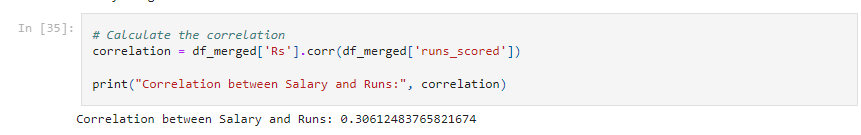 In [35]:
# Calculate the correlation
correlation = df_merged['Rs'].corr(df_merged['runs_scored'])
print("Correlation between Salary and Runs:", correlation)
Correlation between Salary and Runs: 0.30612483765821674